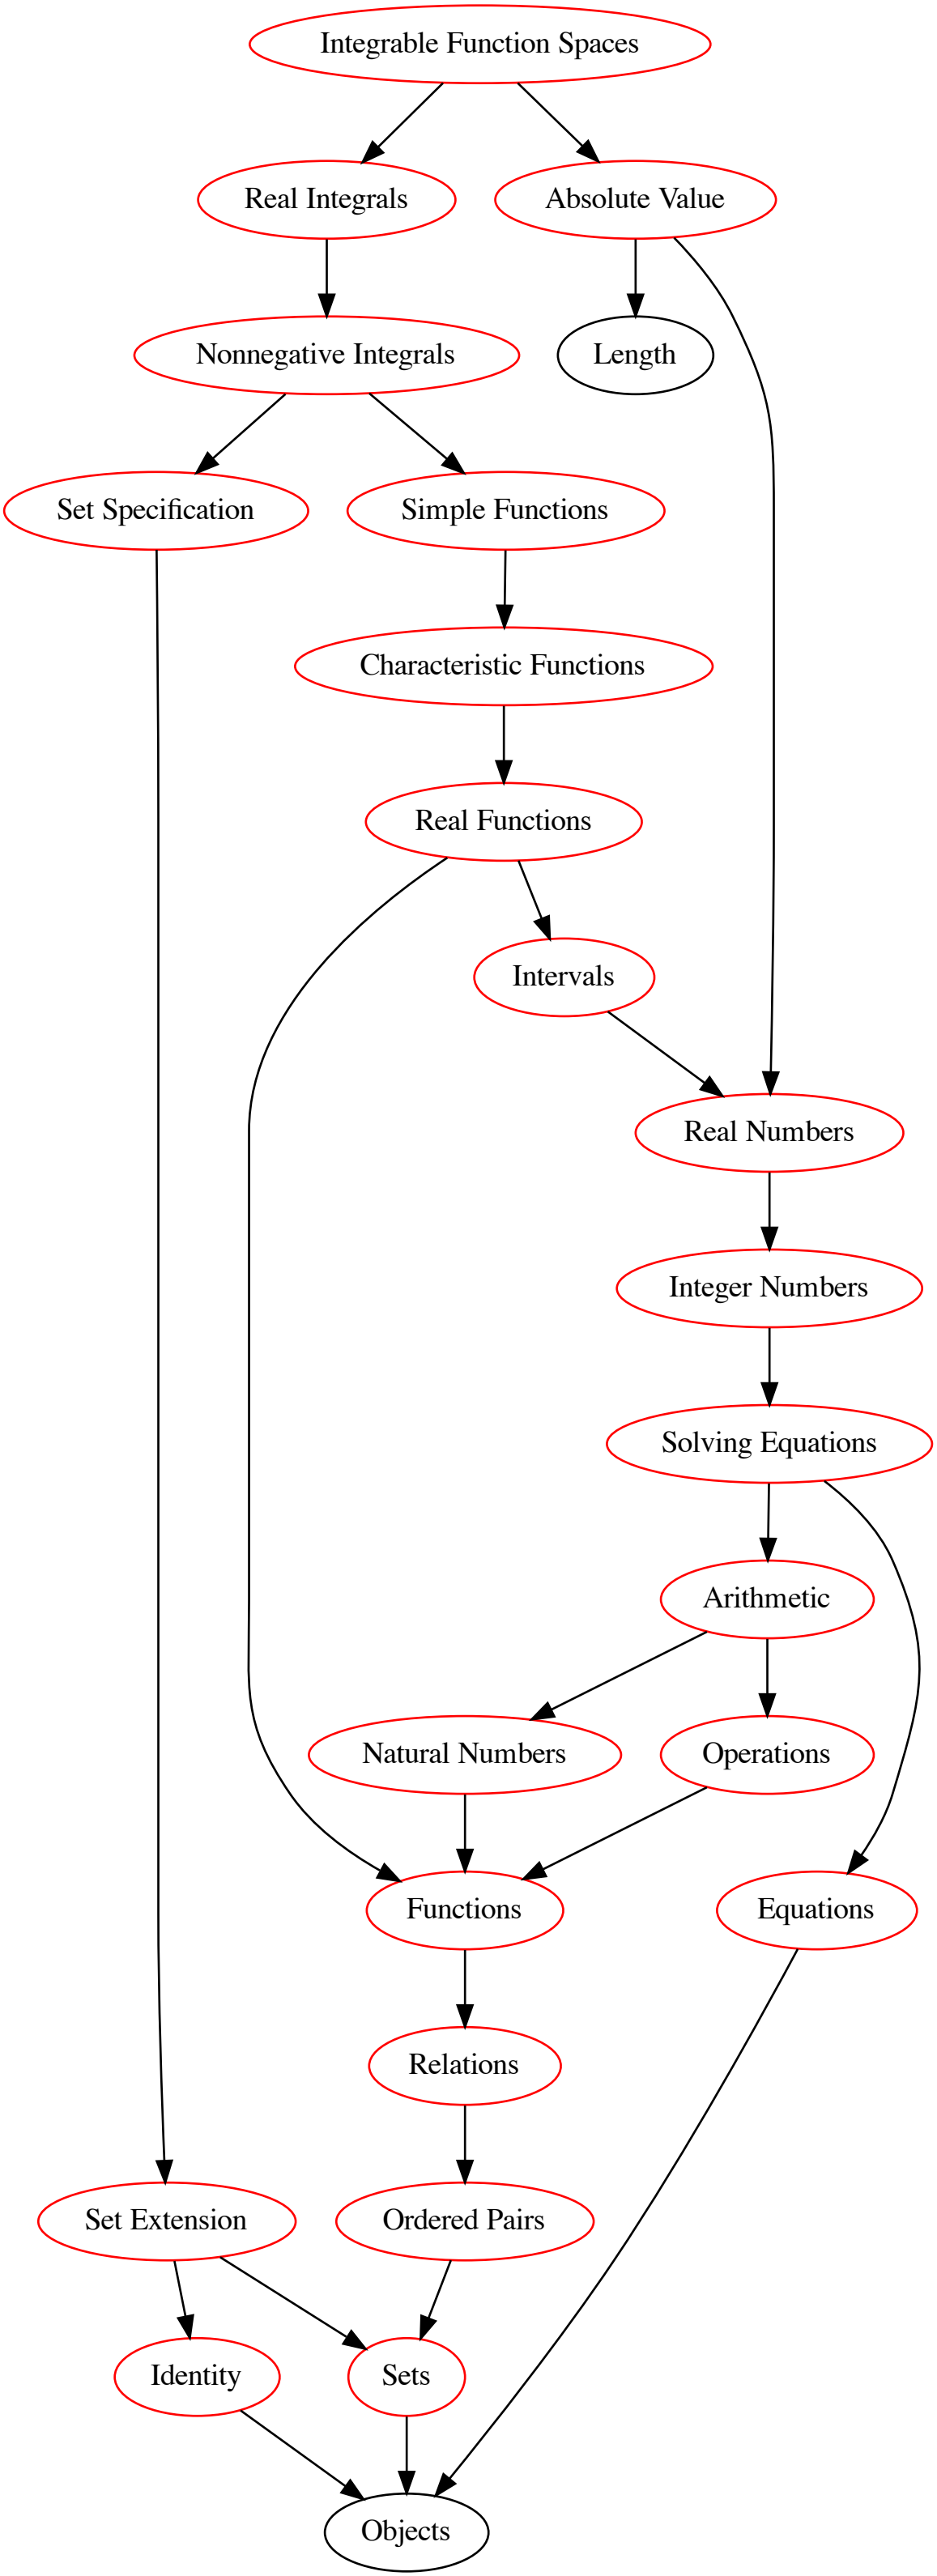 Integrable Function Spaces
Real Integrals
Absolute Value
Nonnegative Integrals
Length
Set Specification
Simple Functions
Characteristic Functions
Real Functions
Intervals
Real Numbers
Integer Numbers
Solving Equations
Arithmetic
Natural Numbers
Operations
Functions
Equations
Relations
Set Extension
Ordered Pairs
Identity
Sets
Objects